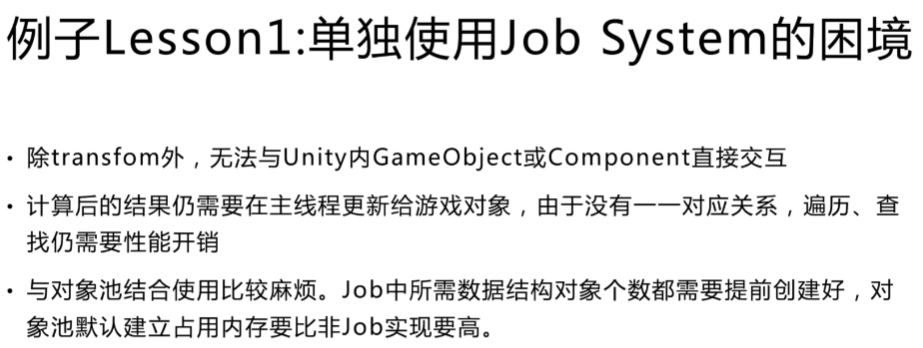 例子Lesson1:单独使用Job System的困境
• 除transfom外，无法与Unity内GameObject或Component直接交互
• 计算后的结果仍需要在主线程更新给游戏对象，由于没有一一对应关系，遍历、查
找仍需要性能开销
• 与对象池结合使用比较麻烦。Job中所需数据结构对象个数都需要提前创建好，对
象池默认建立占用内存要比非Job实现要高。